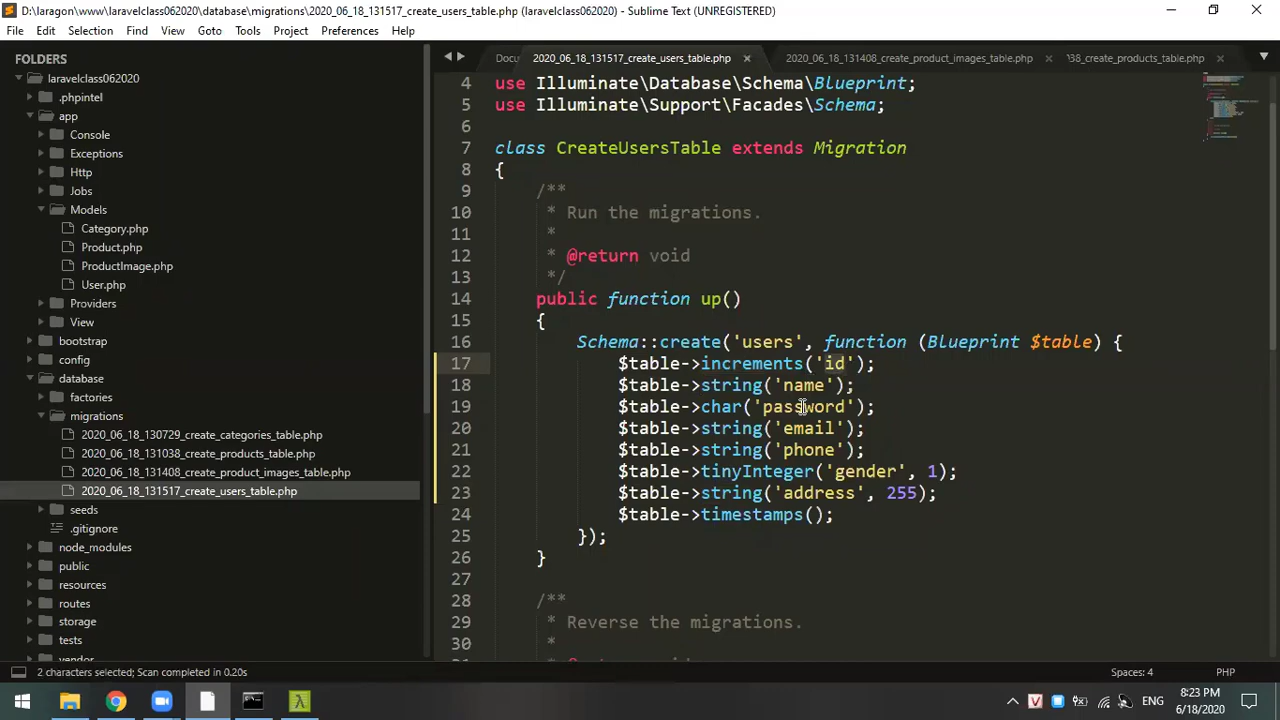 D:\laragon\www\laravelclass062020\database\migrations\2020_06_18_131517_create_users_table.php (laravelclass062020) - Sublime Text (UNREGISTERED)
File Edit Selection Find View Goto Tools Project Preferences Help
FOLDERS
laravelclass062020
.phpintel
app
Console
Exceptions
Http
Jobs
Models
Category.php
Product.php
ProductImage.php
User.php
Providers
View
bootstrap
config
database
factories
migrations
2020_06_18_130729_create_categories_table.php
2020_06_18_131038_create_products_table.php
2020_06_18_131408_create_product_images_table.php
2020_06_18_131517_create_users_table.php
seeds
.gitignore
node_modules
public
resources
routes
storage
tests
vendor
Docu 2020_06_18_131517_create_users_table.php 2020_06_18_131408_create_product_images_table.php 38_create_products_table.php
4 use Illuminate\Database\Schema\Blueprint;
5 use Illuminate\Support\Facades\Schema;
6
7 class CreateUsersTable extends Migration
8 {
9 /**
10 * Run the migrations.
11 *
12 * @return void
13 */
14 public function up()
15 {
16 Schema::create('users', function (Blueprint $table) {
17 $table->increments('id');
18 $table->string('name');
19 $table->char('password');
20 $table->string('email');
21 $table->string('phone');
22 $table->tinyInteger('gender', 1);
23 $table->string('address', 255);
24 $table->timestamps();
25 });
26 }
27
28 /**
29 * Reverse the migrations.
30 *
2 characters selected; Scan completed in 0.20s Spaces: 4 PHP
ENG 8:23 PM
6/18/2020